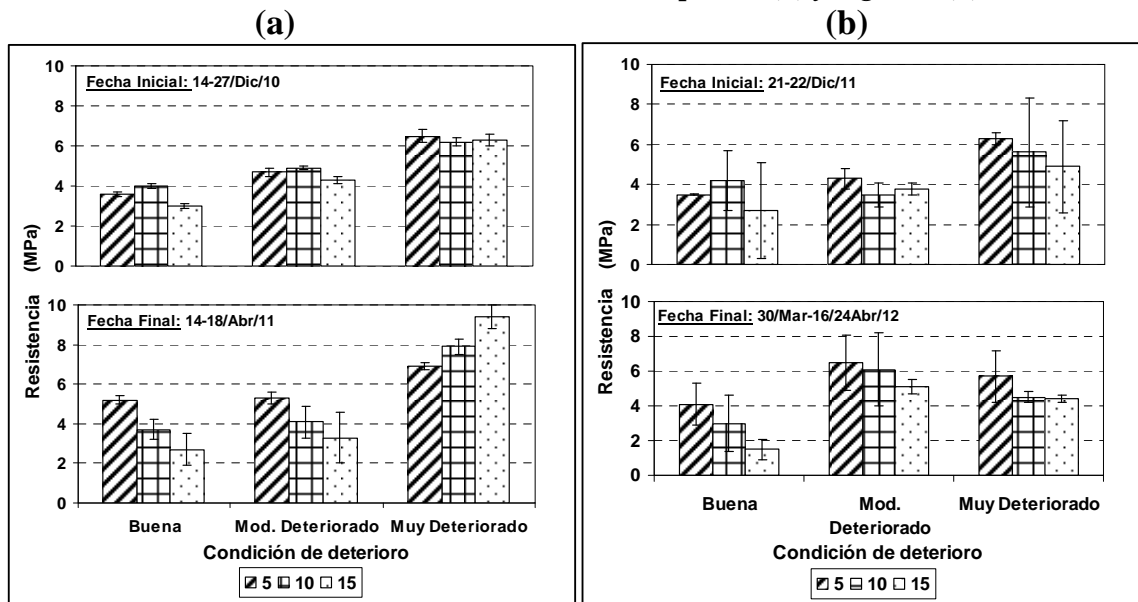 (a)
10
8
6
4
2
0
Fecha Inicial: 14-27/Dic/10
10
8
6
4
2
0
Fecha Final: 14-18/Abr/11
Resistencia (MPa)
Buena Mod. Deteriorado Muy Deteriorado
Condición de deterioro
5 10 15
(b)
10
8
6
4
2
0
Fecha Inicial: 21-22/Dic/11
10
8
6
4
2
0
Fecha Final: 30/Mar-16/24Abr/12
Resistencia (MPa)
Buena Mod. Muy Deteriorado
Deteriorado
Condición de deterioro
5 10 15